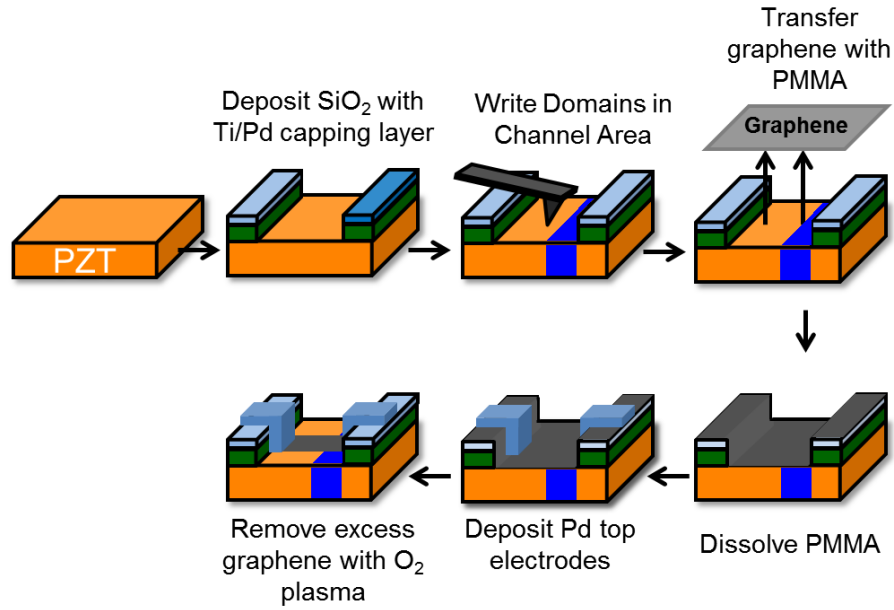 Transfer
graphene with
PMMA
Deposit SiO₂ with
Ti/Pd capping layer
Write Domains in
Channel Area
Graphene
PZT
Remove excess
graphene with O₂
plasma
Deposit Pd top
electrodes
Dissolve PMMA